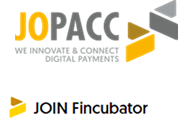 JOPACC
WE INNOVATE & CONNECT
DIGITAL PAYMENTS
JOIN Fincubator